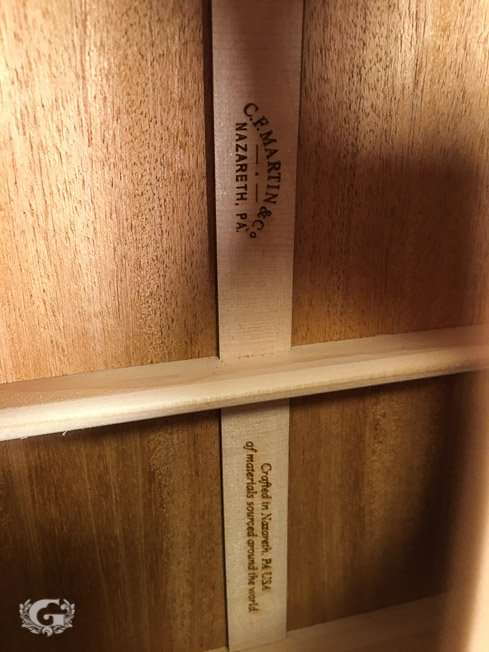 C.F. MARTIN & Co
NAZARETH, PA.
Crafted in Nazareth, PA USA
of materials sourced around the world
G